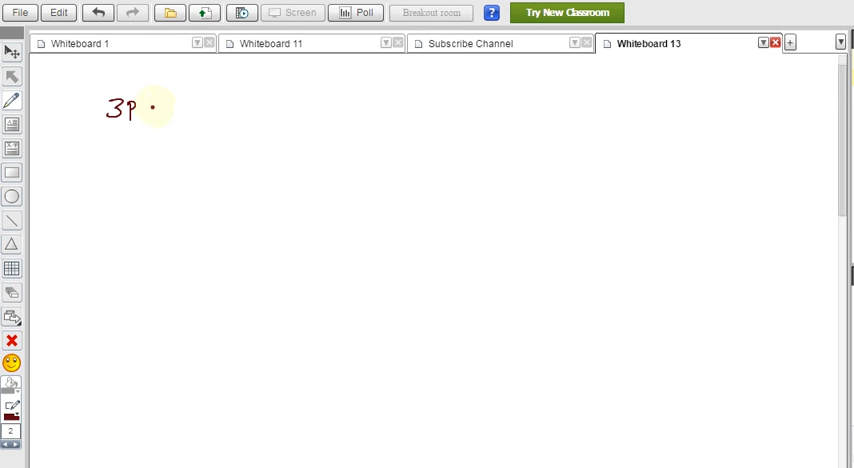 File Edit Screen Poll Breakout room ? Try New Classroom
Whiteboard 1 Whiteboard 11 Subscribe Channel Whiteboard 13
3P
2